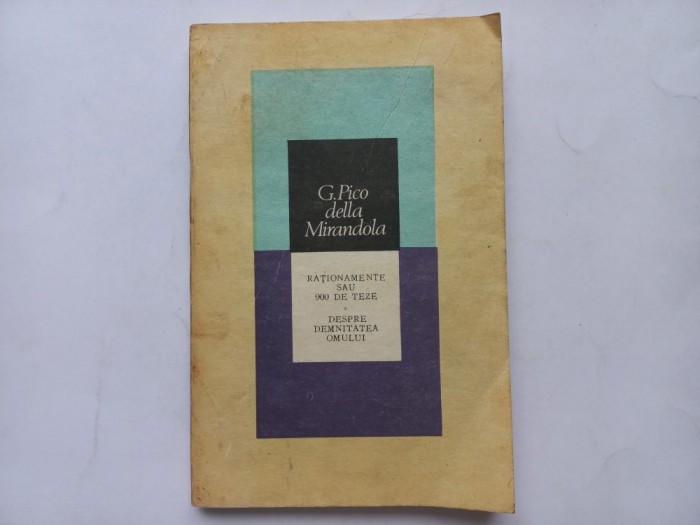 G. Pico
della
Mirandola
RAȚIONAMENTE
SAU
900 DE TEZE
*
DESPRE
DEMNITATEA
OMULUI